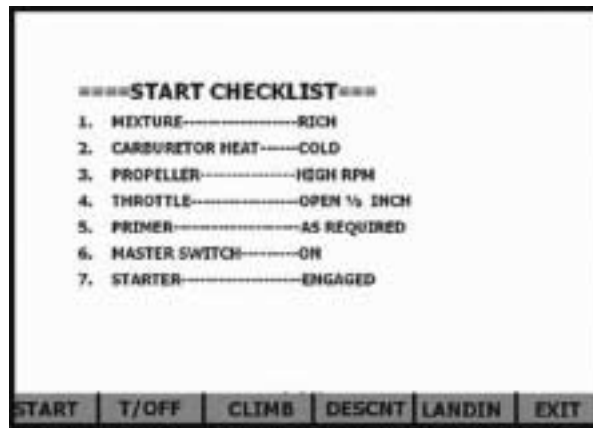 ====START CHECKLIST===
1. MIXTURE-------------------RICH
2. CARBURETOR HEAT------COLD
3. PROPELLER----------------HIGH RPM
4. THROTTLE------------------OPEN ½ INCH
5. PRIMER---------------------AS REQUIRED
6. MASTER SWITCH---------ON
7. STARTER--------------------ENGAGED
START T/OFF CLIMB DESCNT LANDIN EXIT